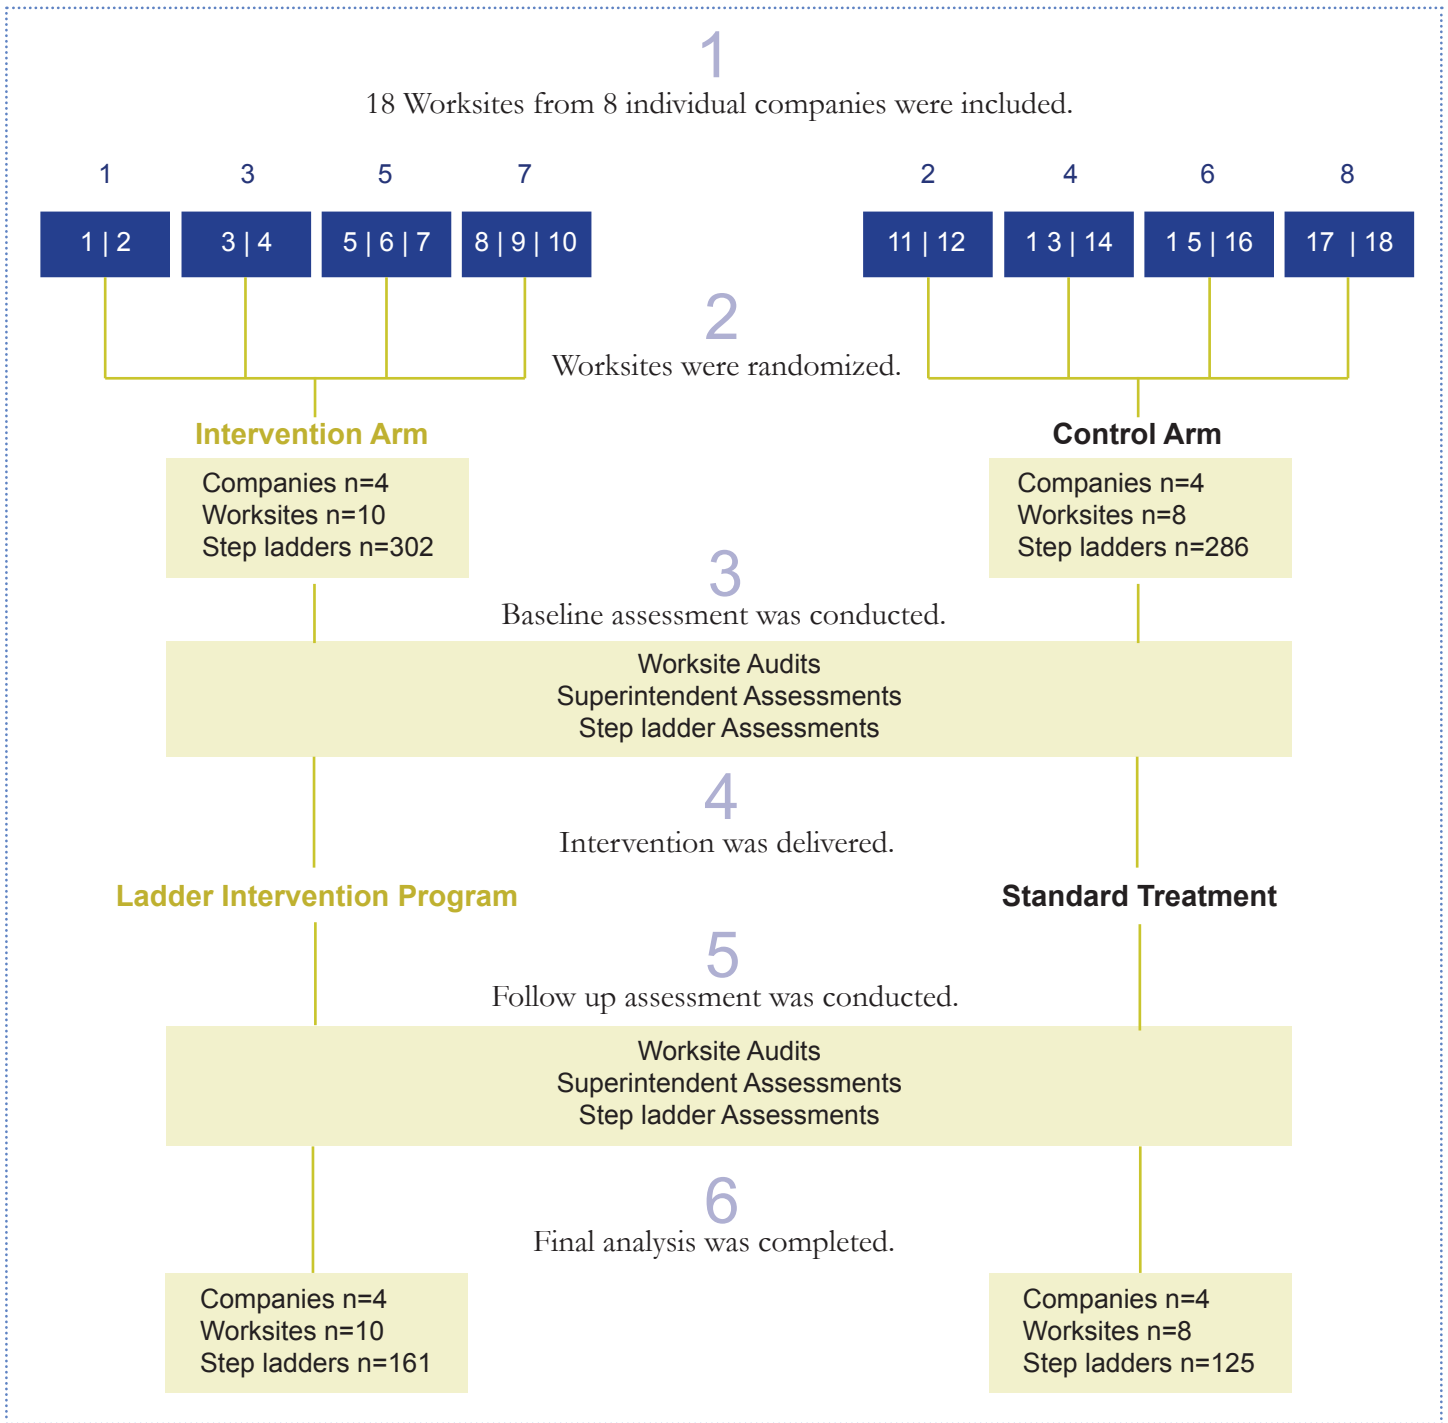 1
18 Worksites from 8 individual companies were included.
1 3 5 7 2 4 6 8
1 | 2 3 | 4 5 | 6 | 7 8 | 9 | 10 11 | 12 1 3 | 14 1 5 | 16 17 | 18
2
Worksites were randomized.
Intervention Arm
Companies n=4
Worksites n=10
Step ladders n=302
Control Arm
Companies n=4
Worksites n=8
Step ladders n=286
3
Baseline assessment was conducted.
Worksite Audits
Superintendent Assessments
Step ladder Assessments
4
Intervention was delivered.
Ladder Intervention Program
Standard Treatment
5
Follow up assessment was conducted.
Worksite Audits
Superintendent Assessments
Step ladder Assessments
6
Final analysis was completed.
Companies n=4
Worksites n=10
Step ladders n=161
Companies n=4
Worksites n=8
Step ladders n=125